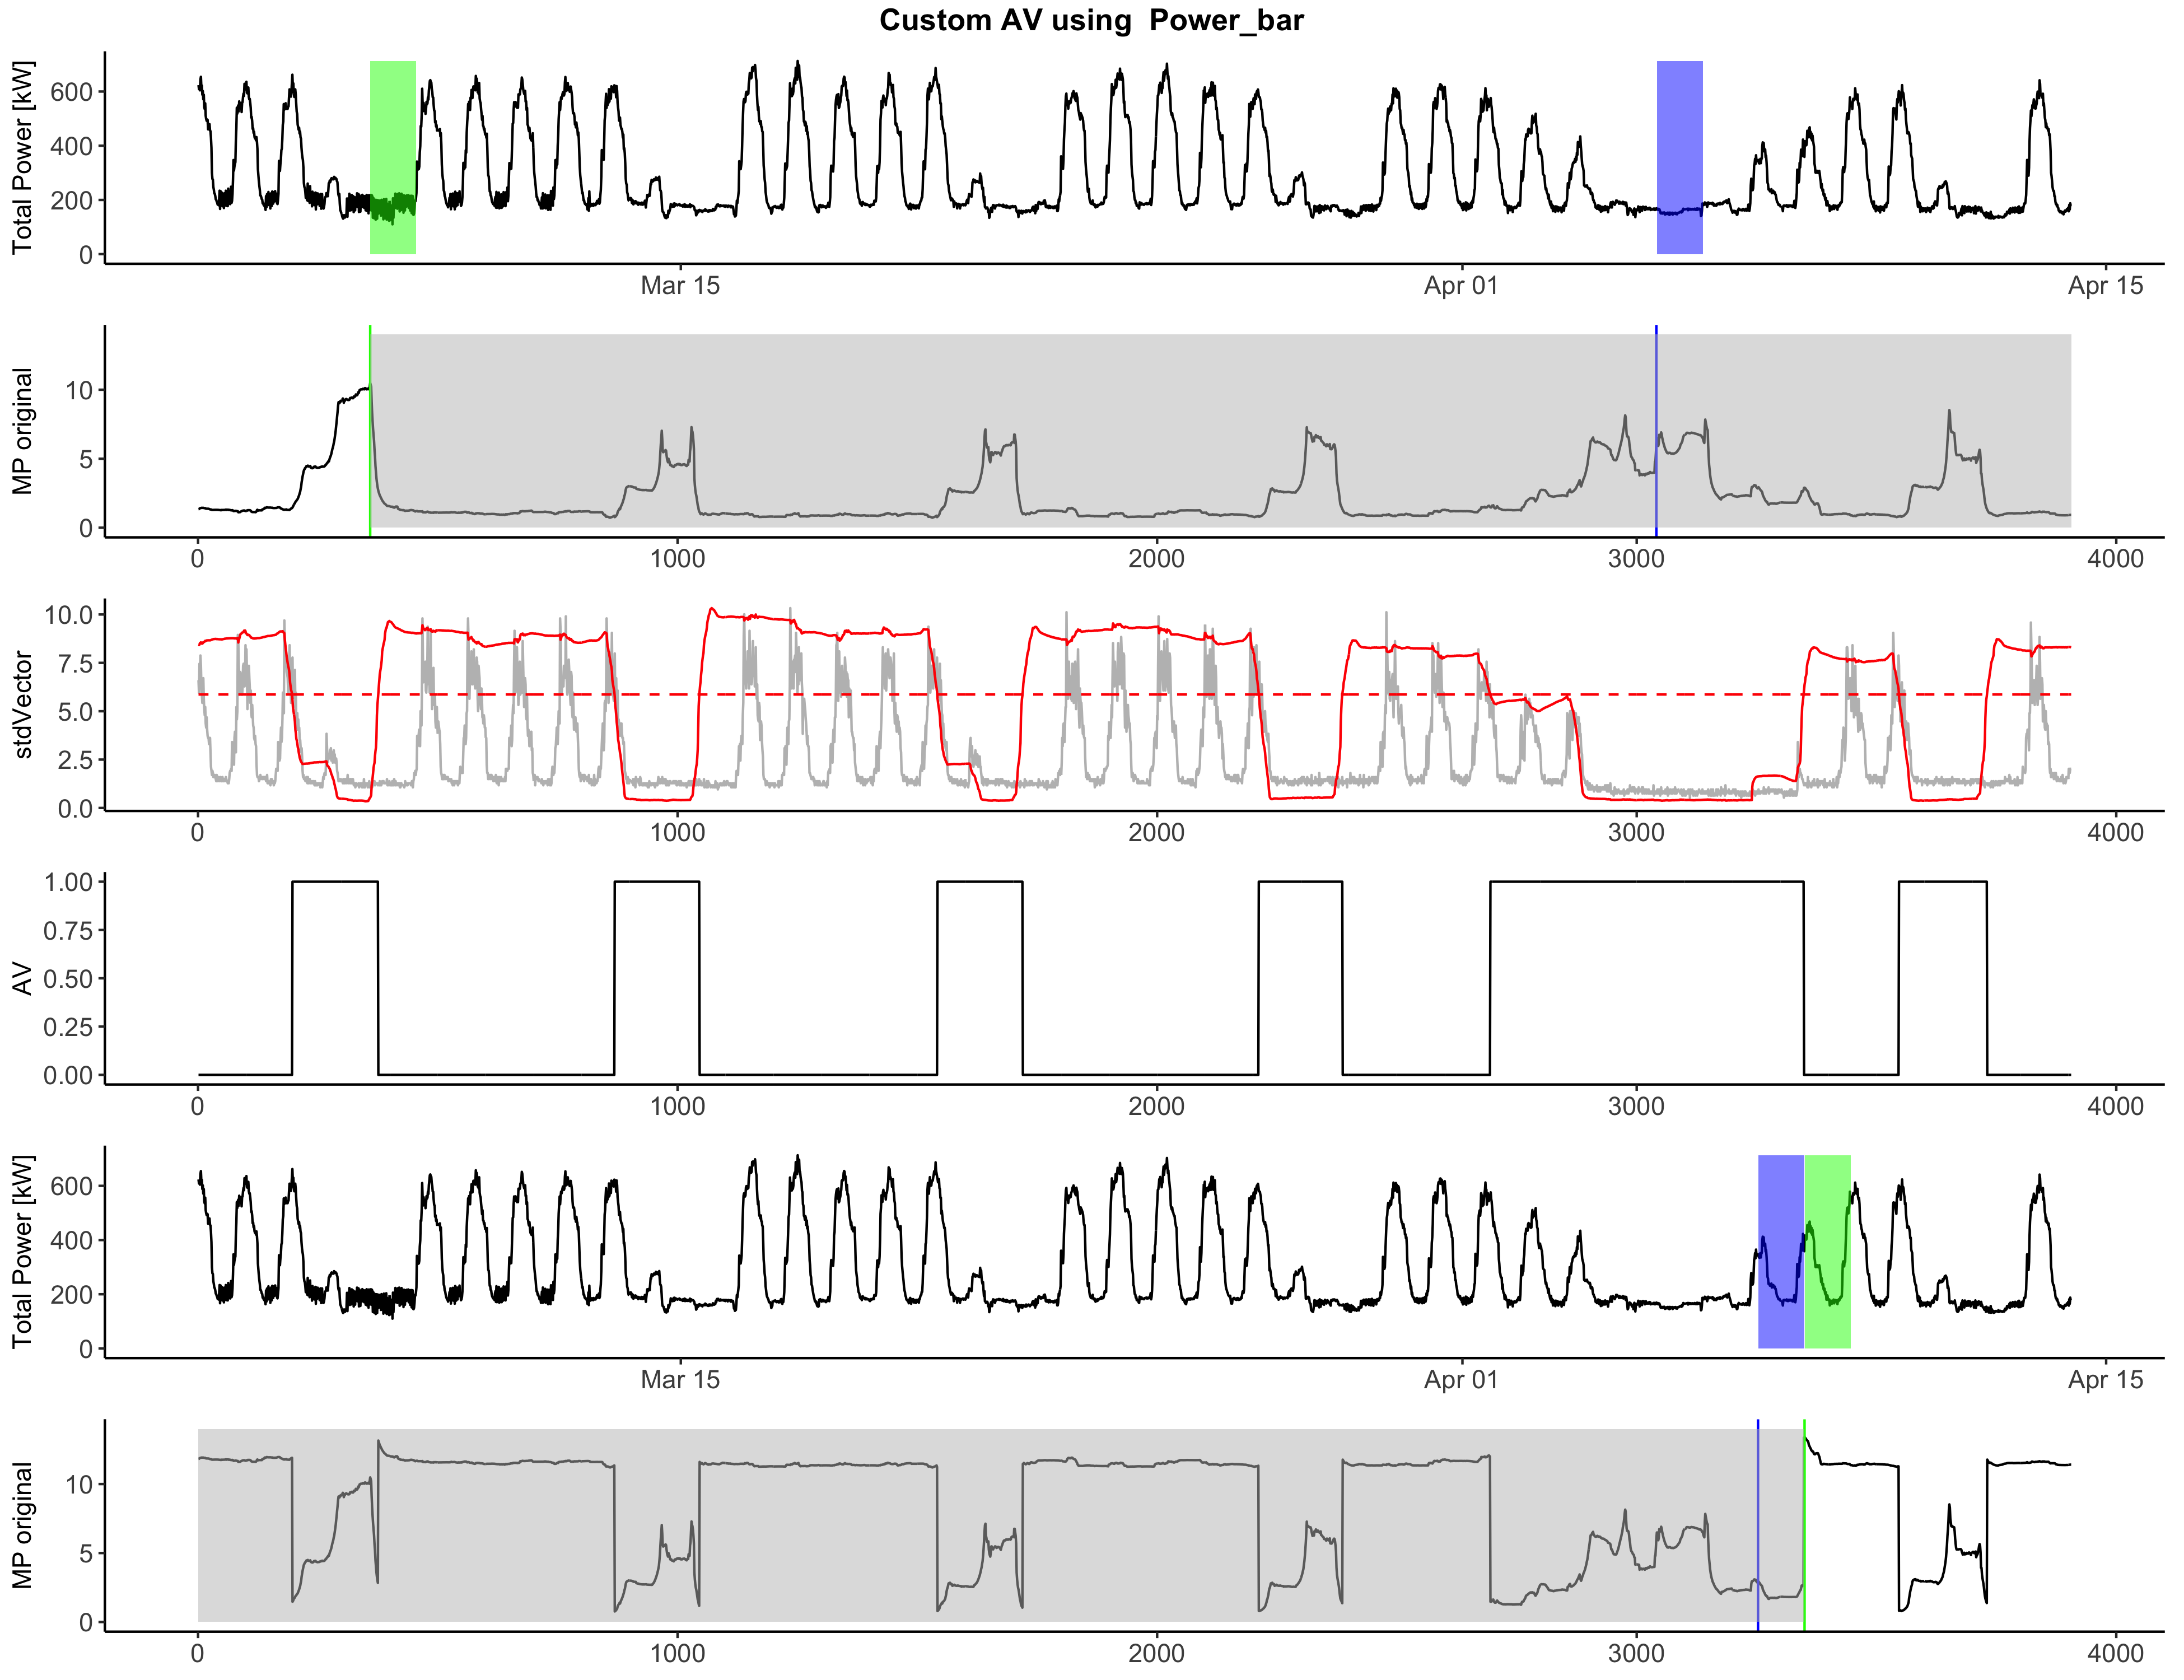 Custom AV using  Power_bar
Total Power [kW]
600
400
200
0
Mar 15 Apr 01 Apr 15
MP original
10
5
0
0 1000 2000 3000 4000
stdVector
10.0
7.5
5.0
2.5
0.0
0 1000 2000 3000 4000
AV
1.00
0.75
0.50
0.25
0.00
0 1000 2000 3000 4000
Total Power [kW]
600
400
200
0
Mar 15 Apr 01 Apr 15
MP original
10
5
0
0 1000 2000 3000 4000